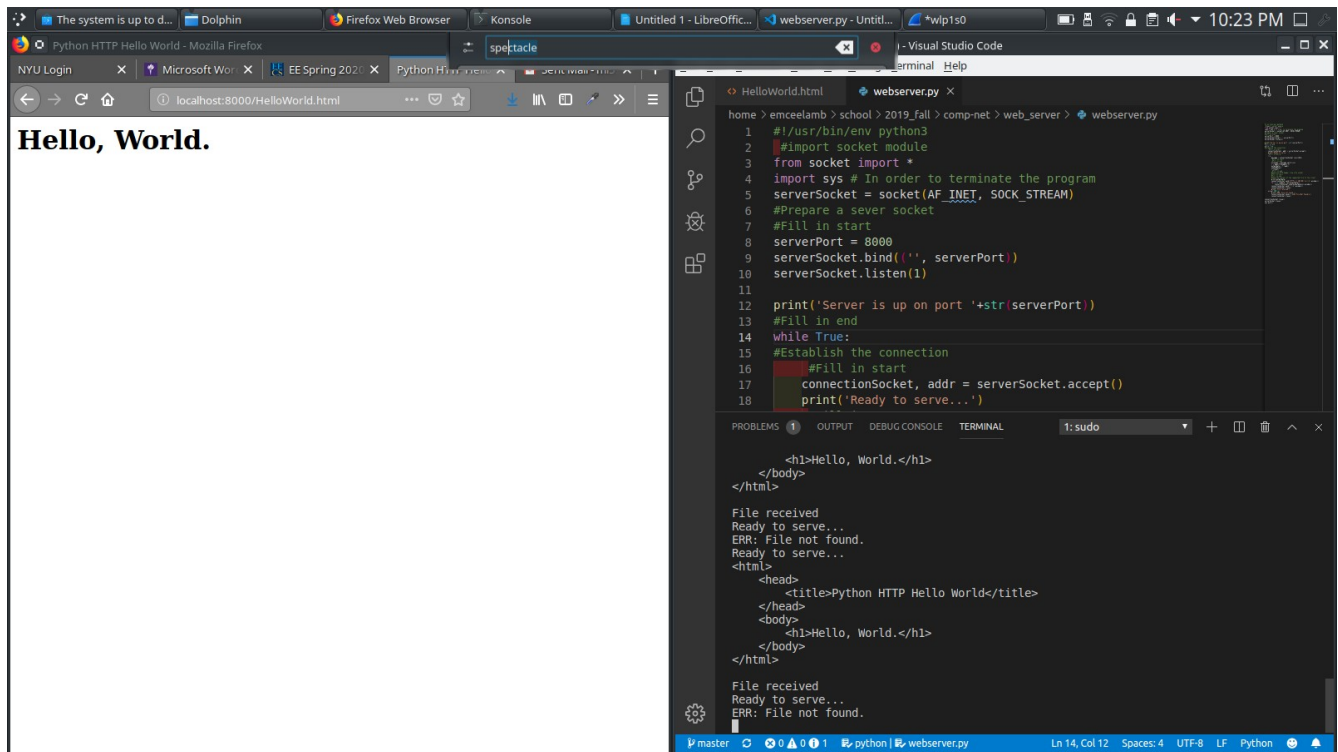 The system is up to d...
Dolphin
Firefox Web Browser
Konsole
Untitled 1 - LibreOffic...
webserver.py - Untitl...
*wlp1s0
10:23 PM
Python HTTP Hello World - Mozilla Firefox
spectacle
- Visual Studio Code
NYU Login
Microsoft Wor
EE Spring 2020
Python H
Sent Mail - m
Help
localhost:8000/HelloWorld.html
Hello, World.
HelloWorld.html
webserver.py
home > emceelamb > school > 2019_fall > comp-net > web_server > webserver.py
1 #!/usr/bin/env python3
2 #import socket module
3 from socket import *
4 import sys # In order to terminate the program
5 serverSocket = socket(AF_INET, SOCK_STREAM)
6 #Prepare a sever socket
7 #Fill in start
8 serverPort = 8000
9 serverSocket.bind(('', serverPort))
10 serverSocket.listen(1)
11
12 print('Server is up on port '+str(serverPort))
13 #Fill in end
14 while True:
15 #Establish the connection
16 #Fill in start
17 connectionSocket, addr = serverSocket.accept()
18 print('Ready to serve...')
PROBLEMS 1 OUTPUT DEBUG CONSOLE TERMINAL 1: sudo
<h1>Hello, World.</h1>
</body>
</html>
File received
Ready to serve...
ERR: File not found.
Ready to serve...
<html>
<head>
<title>Python HTTP Hello World</title>
</head>
<body>
<h1>Hello, World.</h1>
</body>
</html>
File received
Ready to serve...
ERR: File not found.
master 0 0 1 python | webserver.py Ln 14, Col 12 Spaces: 4 UTF-8 LF Python